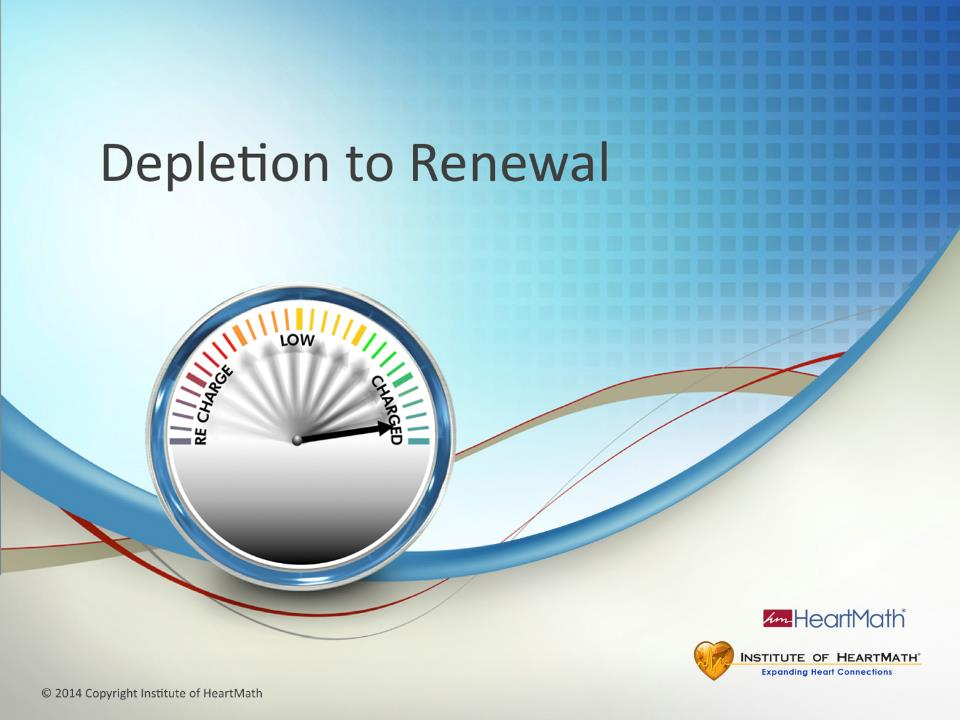 Depletion to Renewal
LOW
RE CHARGE
CHARGED
hm HeartMath®
INSTITUTE OF HEARTMATH®
Expanding Heart Connections
© 2014 Copyright Institute of HeartMath